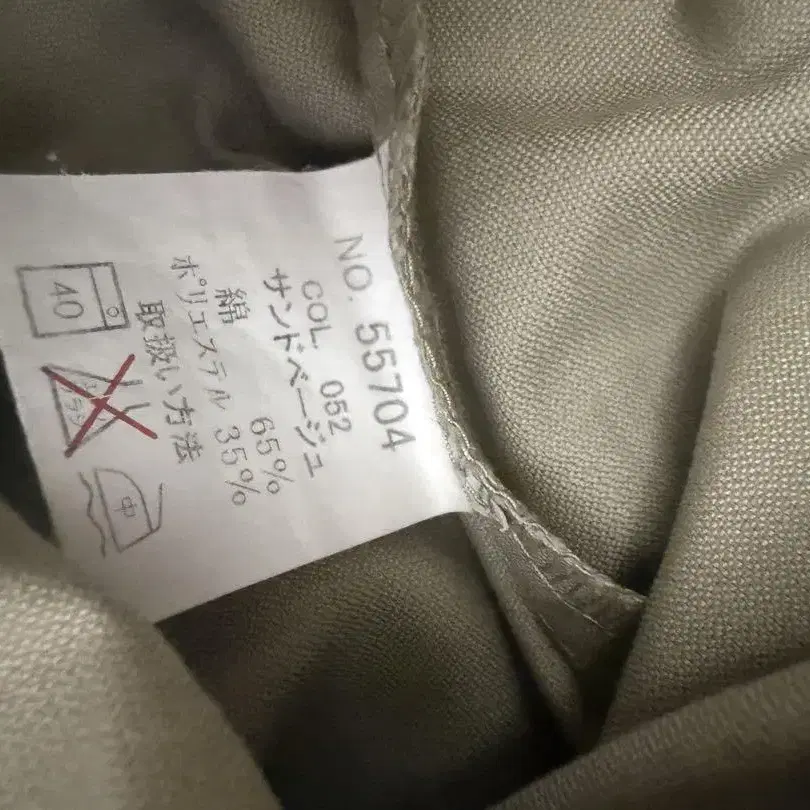 NO. 55704
COL. 052
サンドベージュ
綿 65%
ポリエステル 35%
取扱い方法
40
中